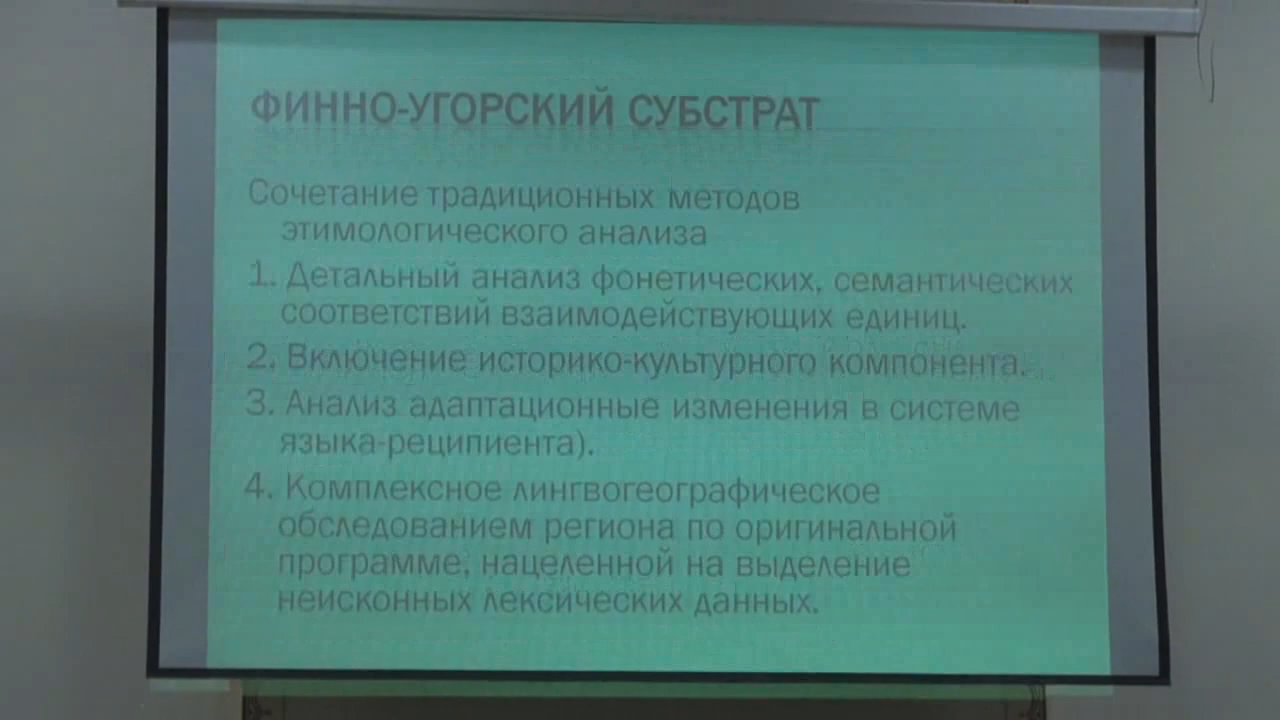 ФИННО-УГОРСКИЙ СУБСТРАТ
Сочетание традиционных методов
этимологического анализа
1. Детальный анализ фонетических, семантических
соответствий взаимодействующих единиц.
2. Включение историко-культурного компонента.
3. Анализ адаптационные изменения в системе
языка-реципиента).
4. Комплексное лингвогеографическое
обследованием региона по оригинальной
программе, нацеленной на выделение
неисконных лексических данных.